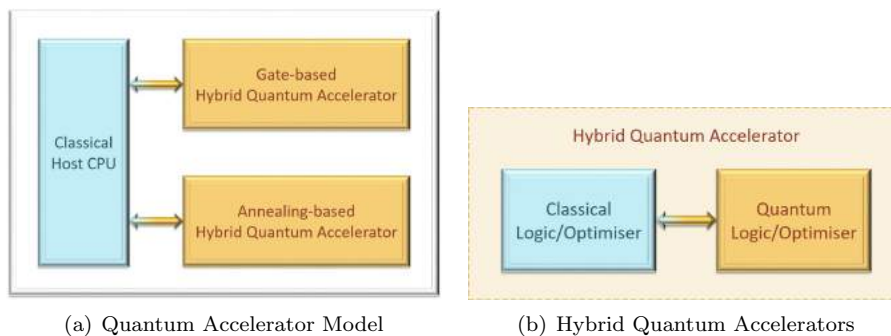 Classical
Host CPU
Gate-based
Hybrid Quantum Accelerator
Annealing-based
Hybrid Quantum Accelerator
(a) Quantum Accelerator Model
Hybrid Quantum Accelerator
Classical
Logic/Optimiser
Quantum
Logic/Optimiser
(b) Hybrid Quantum Accelerators